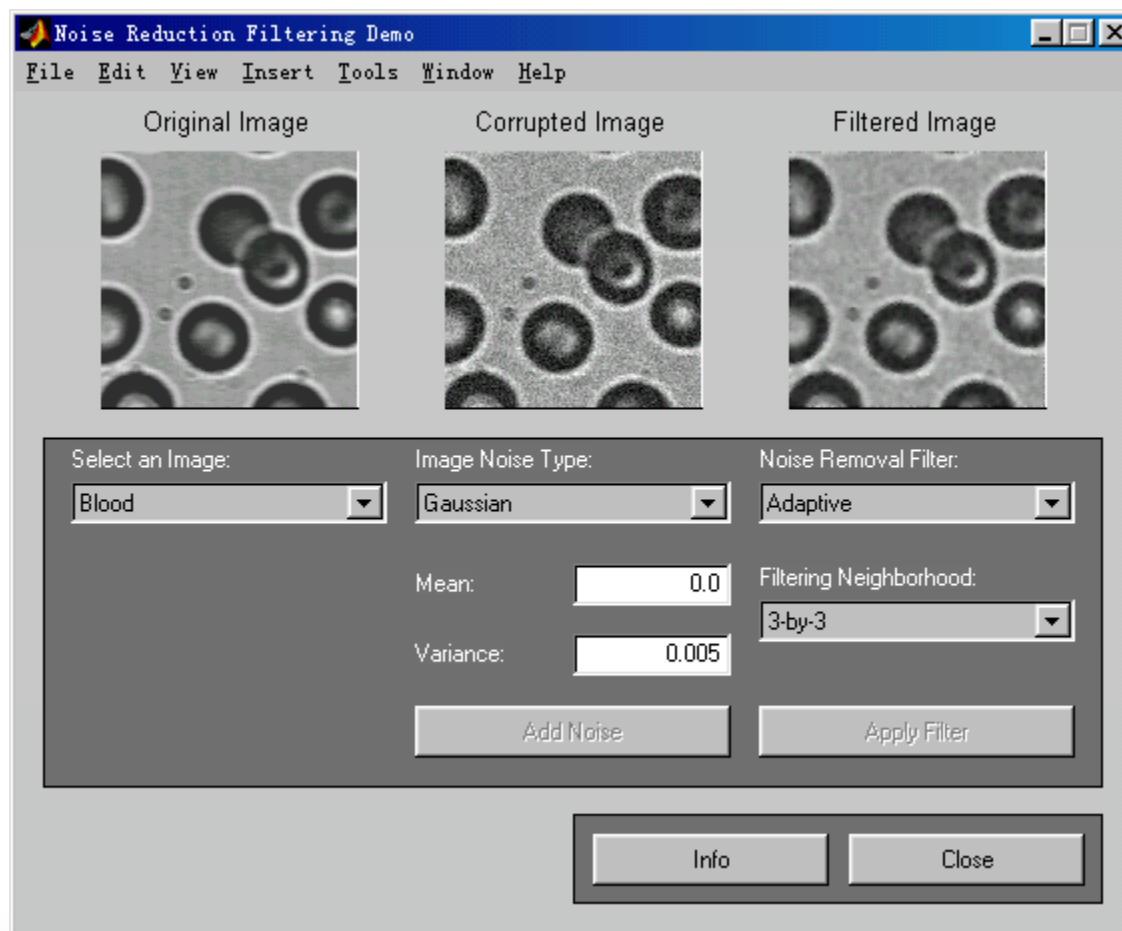 Noise Reduction Filtering Demo
File Edit View Insert Tools Window Help
Original Image Corrupted Image Filtered Image
Select an Image: Image Noise Type: Noise Removal Filter:
Blood Gaussian Adaptive
Mean: 0.0 Filtering Neighborhood:
3-by-3
Variance: 0.005
Add Noise Apply Filter
Info Close